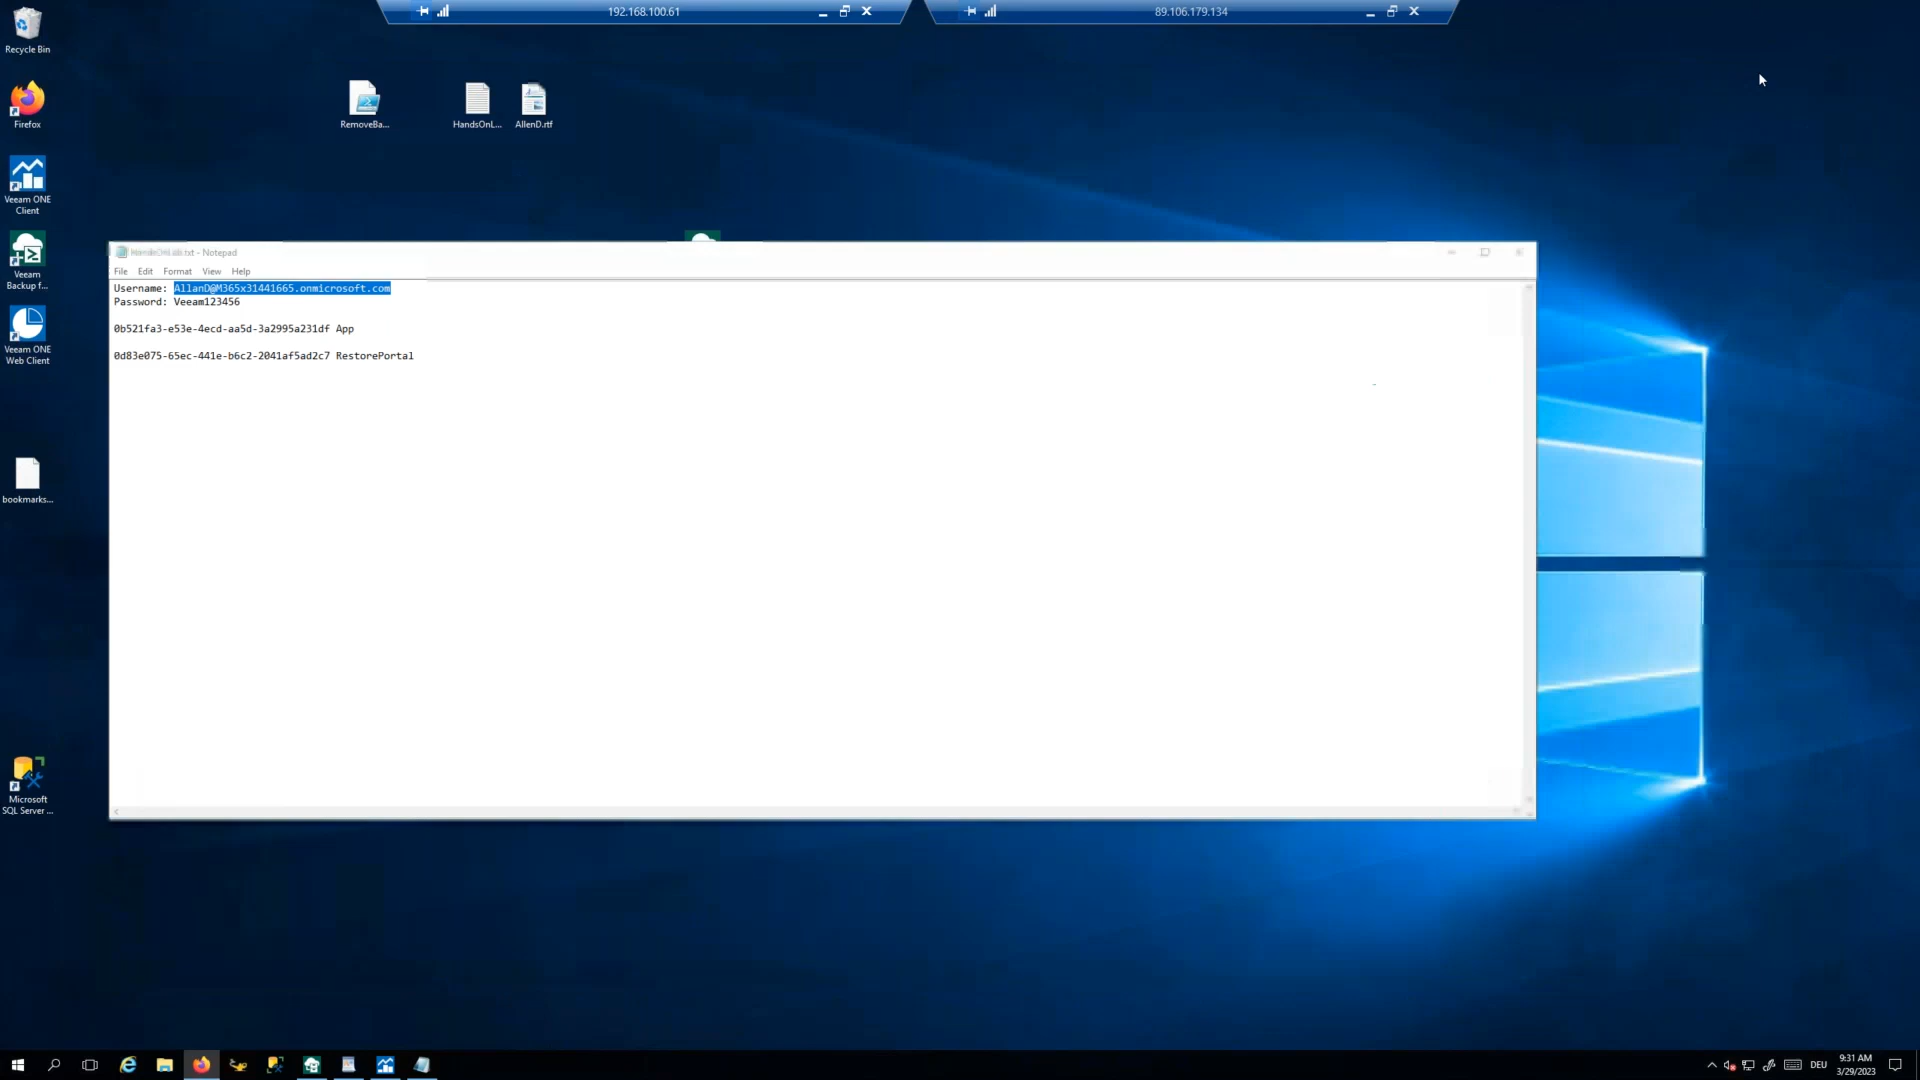 192.168.100.61
89.106.179.134
Recycle Bin
Firefox
RemoveBa...
HandsOnL...
AllenD.rtf
Veeam ONE
Client
Veeam
Backup f...
Veeam ONE
Web Client
bookmarks...
Microsoft
SQL Server ...
.txt - Notepad
File Edit Format View Help
Username: AllanD@M365x31441665.onmicrosoft.com
Password: Veeam123456
0b521fa3-e53e-4ecd-aa5d-3a2995a231df App
0d83e075-65ec-441e-b6c2-2041af5ad2c7 RestorePortal
DEU
9:31 AM
3/29/2023